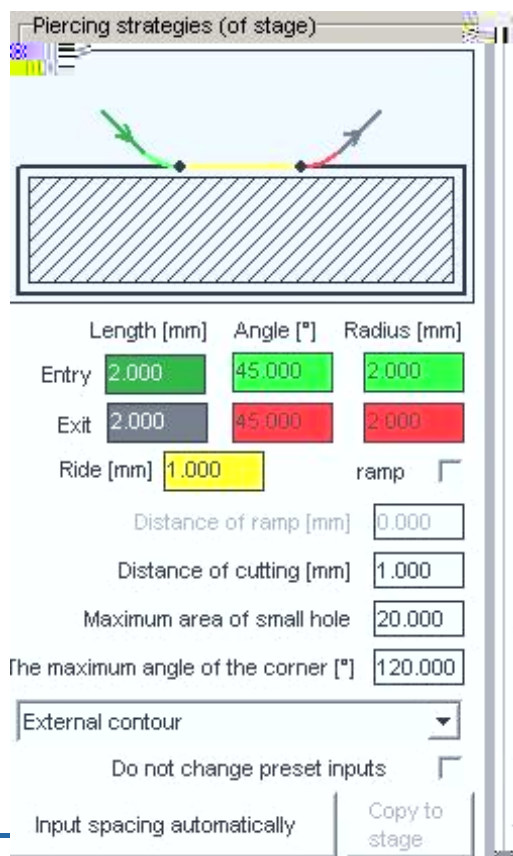 Piercing strategies (of stage)
Length [mm] Angle [°] Radius [mm]
Entry 2.000 45.000 2.000
Exit 2.000 45.000 2.000
Ride [mm] 1.000 ramp
Distance of ramp [mm] 0.000
Distance of cutting [mm] 1.000
Maximum area of small hole 20.000
The maximum angle of the corner [°] 120.000
External contour
Do not change preset inputs
Input spacing automatically
Copy to
stage